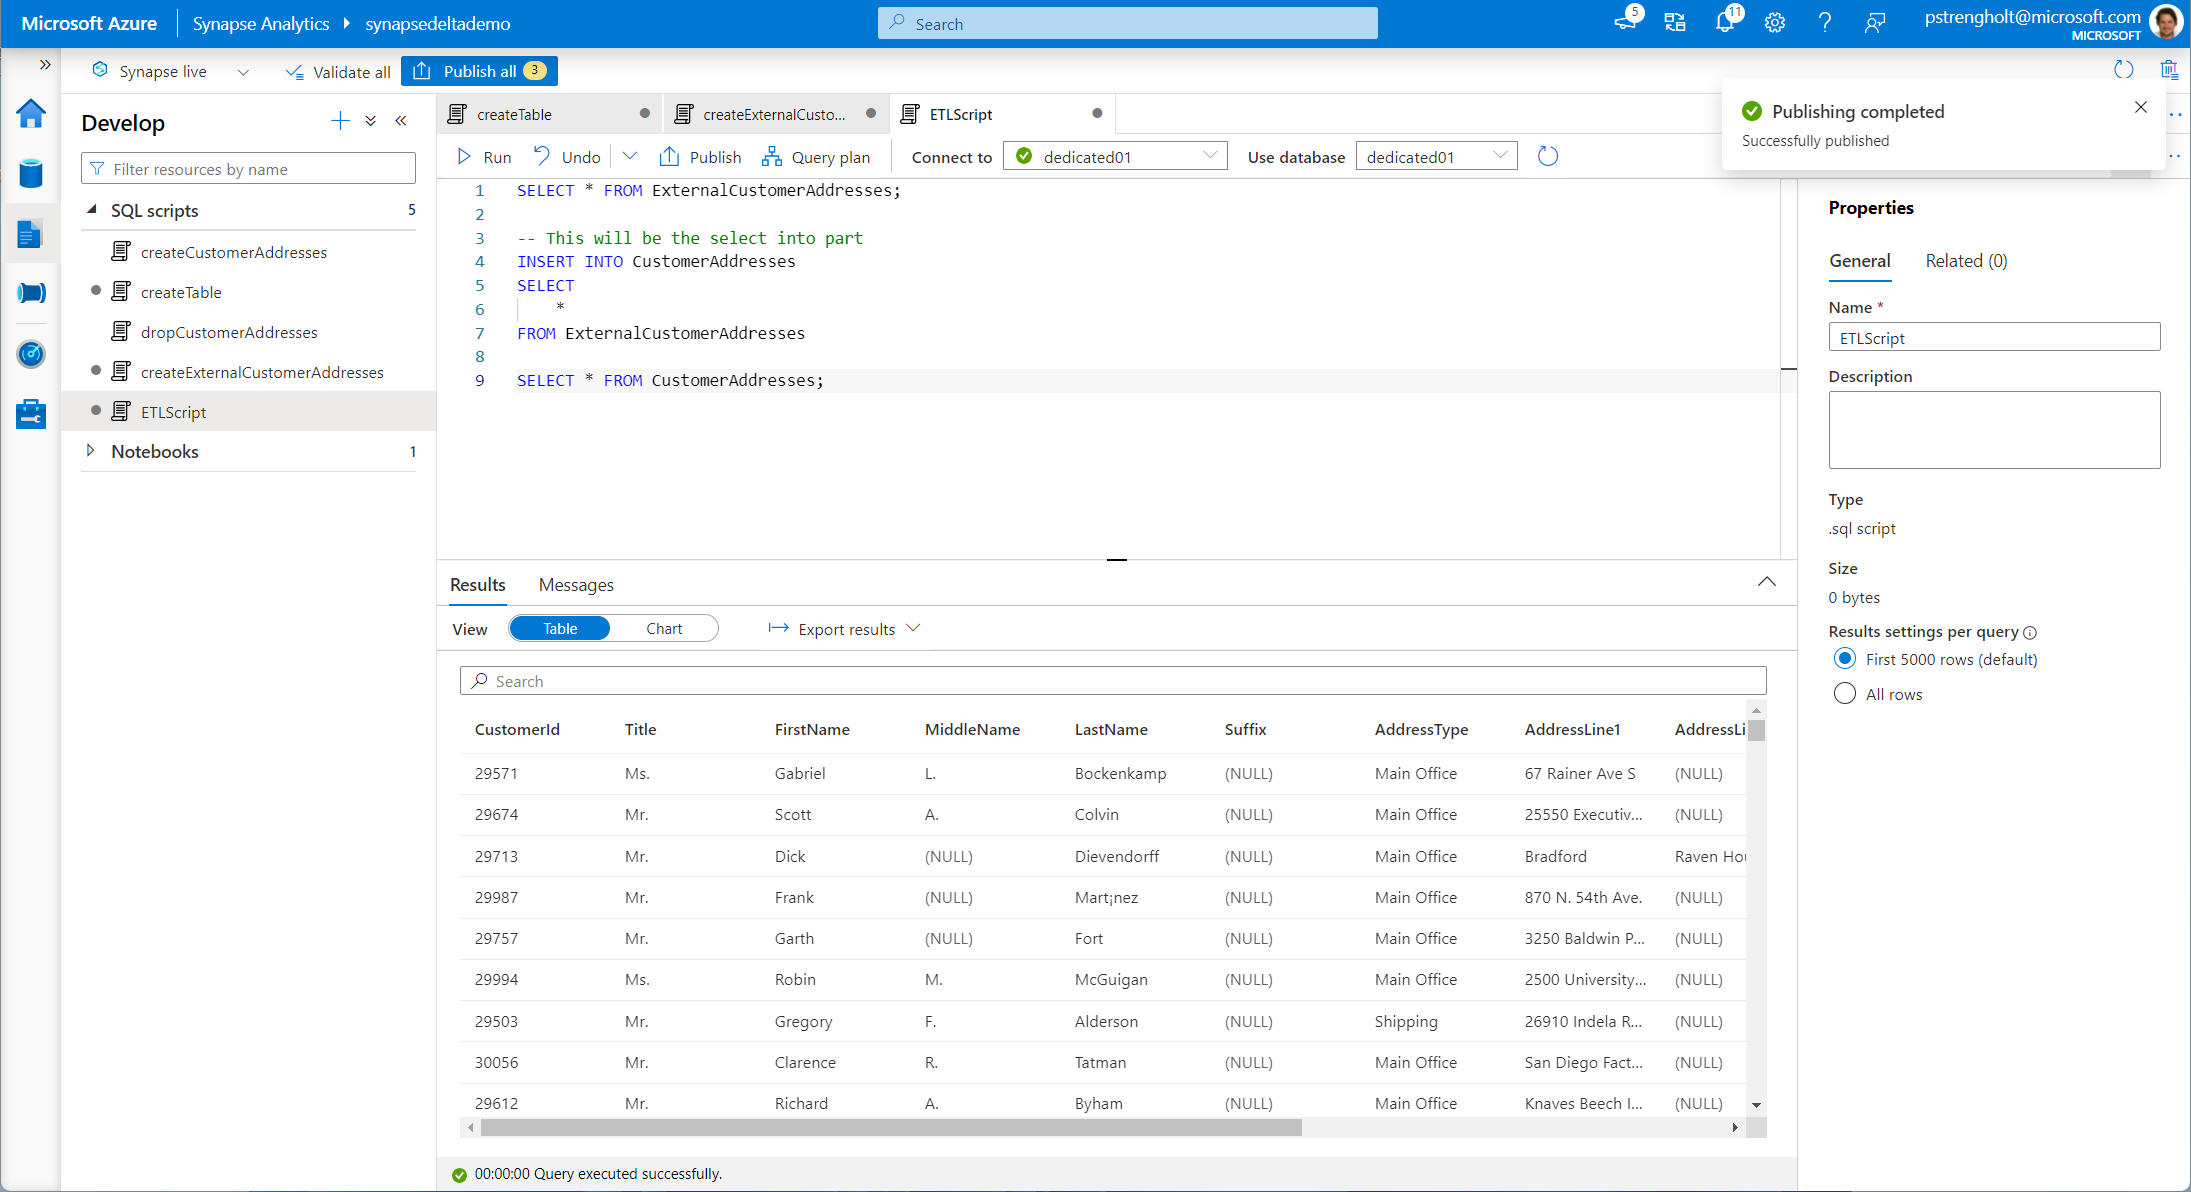 Microsoft Azure
Synapse Analytics
synapsedeltademo
Search
5
11
pstrengholt@microsoft.com
MICROSOFT
Synapse live
Validate all
Publish all 3
Publishing completed
Successfully published
Develop
Filter resources by name
SQL scripts 5
createCustomerAddresses
createTable
dropCustomerAddresses
createExternalCustomerAddresses
ETLScript
Notebooks 1
createTable
createExternalCusto...
ETLScript
Run
Undo
Publish
Query plan
Connect to
dedicated01
Use database
dedicated01
1 SELECT * FROM ExternalCustomerAddresses;
2
3 -- This will be the select into part
4 INSERT INTO CustomerAddresses
5 SELECT
6 *
7 FROM ExternalCustomerAddresses
8
9 SELECT * FROM CustomerAddresses;
Results
Messages
View
Table
Chart
Export results
Search
CustomerId Title FirstName MiddleName LastName Suffix AddressType AddressLine1 AddressLi
29571 Ms. Gabriel L. Bockenkamp (NULL) Main Office 67 Rainer Ave S (NULL)
29674 Mr. Scott A. Colvin (NULL) Main Office 25550 Executiv... (NULL)
29713 Mr. Dick (NULL) Dievendorff (NULL) Main Office Bradford Raven Hou
29987 Mr. Frank (NULL) Mart¡nez (NULL) Main Office 870 N. 54th Ave. (NULL)
29757 Mr. Garth (NULL) Fort (NULL) Main Office 3250 Baldwin P... (NULL)
29994 Ms. Robin M. McGuigan (NULL) Main Office 2500 University... (NULL)
29503 Mr. Gregory F. Alderson (NULL) Shipping 26910 Indela R... (NULL)
30056 Mr. Clarence R. Tatman (NULL) Main Office San Diego Fact... (NULL)
29612 Mr. Richard A. Byham (NULL) Main Office Knaves Beech I... (NULL)
00:00:00 Query executed successfully.
Properties
General
Related (0)
Name *
ETLScript
Description
Type
.sql script
Size
0 bytes
Results settings per query
First 5000 rows (default)
All rows